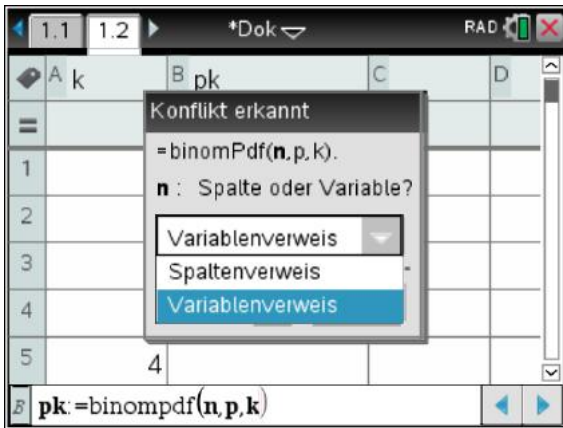 1.1 1.2 *Dok RAD
A k B pk C D
=
Konflikt erkannt
=binomPdf(n,p,k).
n : Spalte oder Variable?
Variablenverweis
Spaltenverweis
Variablenverweis
1
2
3
4
5 4
B pk:=binompdf(n,p,k)